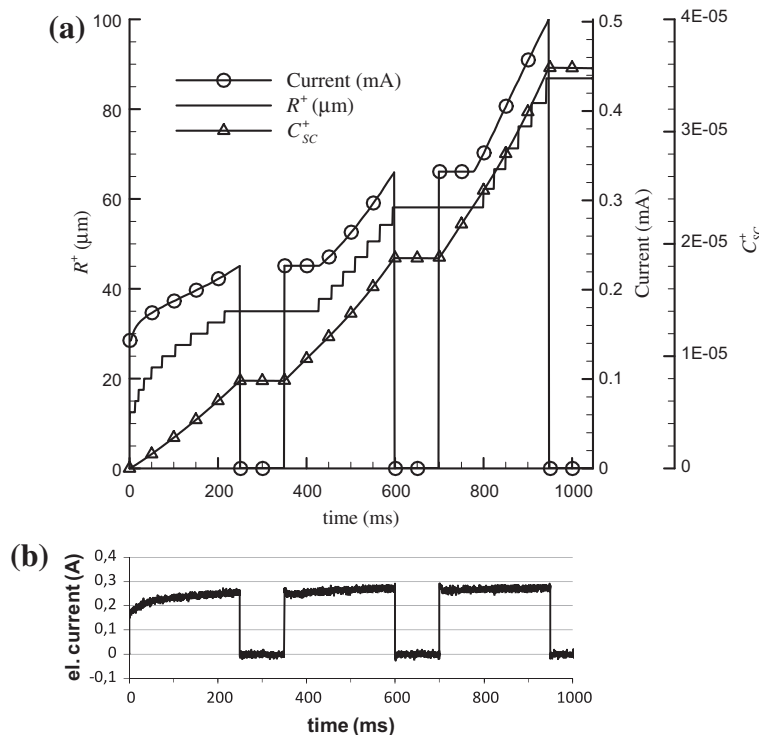 (a)
100
80
60
40
20
0
R⁺ (μm)
Current (mA)
R⁺ (μm)
C⁺SC
0.5
0.4
0.3
0.2
0.1
0
Current (mA)
4E-05
3E-05
2E-05
1E-05
0
C⁺SC
0 200 400 600 800 1000
time (ms)
(b)
0,4
0,3
0,2
0,1
0
-0,1
el. current (A)
0 200 400 600 800 1000
time (ms)